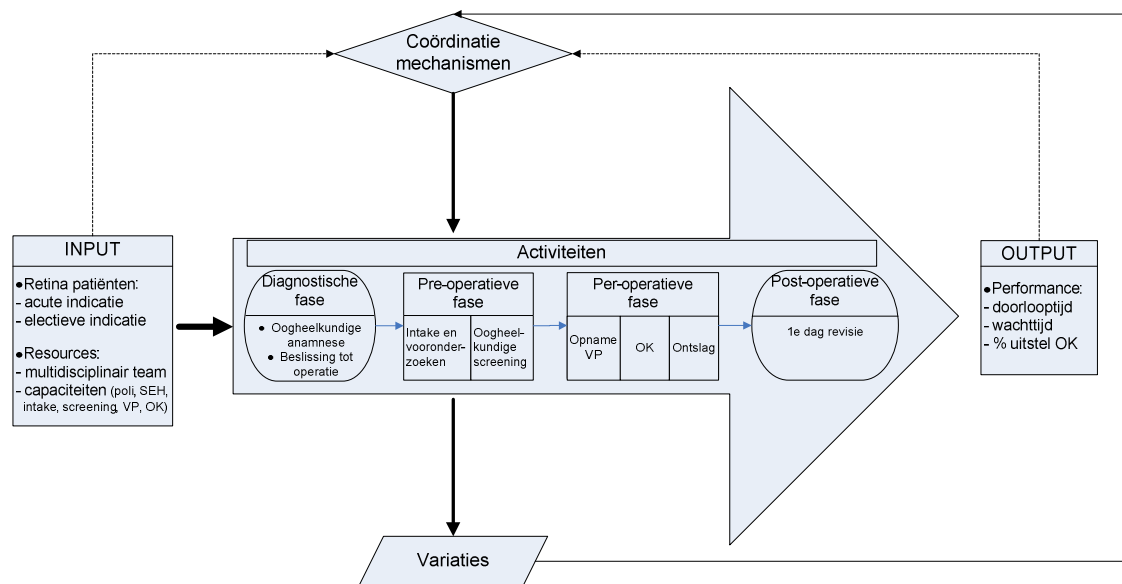 Coördinatie
mechanismen
INPUT
●Retina patiënten:
- acute indicatie
- electieve indicatie
●Resources:
- multidisciplinair team
- capaciteiten (poli, SEH,
intake, screening, VP, OK)
Activiteiten
Diagnostische
fase
● Oogheelkundige
anamnese
● Beslissing tot
operatie
Pre-operatieve
fase
Intake en
vooronder-
zoeken
Oogheel-
kundige
screening
Per-operatieve
fase
Opname
VP
OK
Ontslag
Post-operatieve
fase
1e dag revisie
OUTPUT
●Performance:
- doorlooptijd
- wachttijd
- % uitstel OK
Variaties